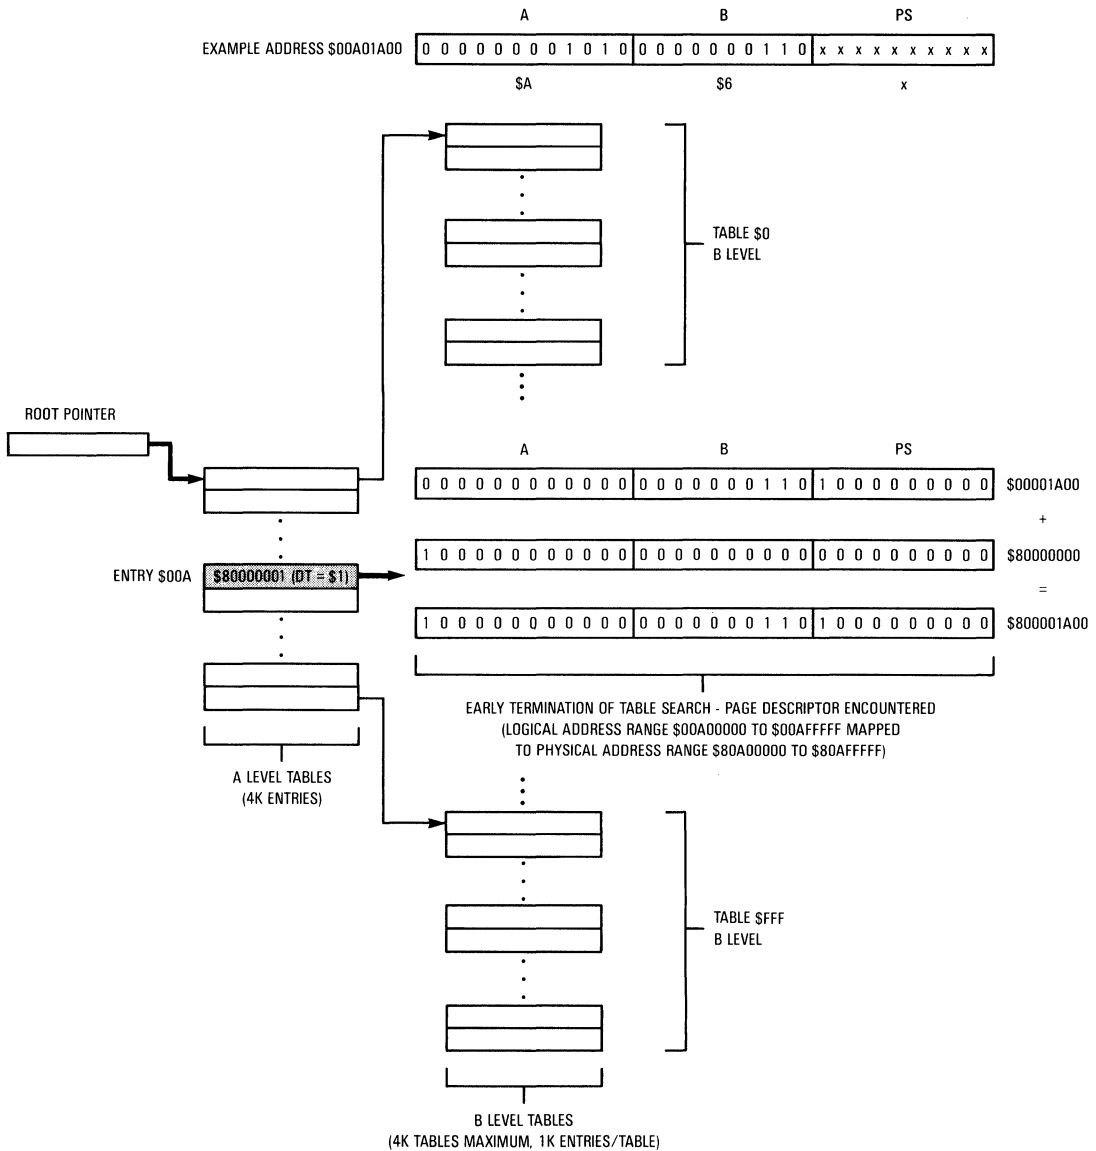 A B PS
EXAMPLE ADDRESS $00A01A00 0 0 0 0 0 0 0 0 1 0 1 0 0 0 0 0 0 0 0 1 1 0 x x x x x x x x x x
$A $6 x
TABLE $0
B LEVEL
ROOT POINTER
A B PS
0 0 0 0 0 0 0 0 0 0 0 0 0 0 0 0 0 0 0 1 1 0 1 0 0 0 0 0 0 0 0 0 $00001A00
+
ENTRY $00A $80000001 (DT = $1) 1 0 0 0 0 0 0 0 0 0 0 0 0 0 0 0 0 0 0 0 0 0 0 0 0 0 0 0 0 0 0 0 $80000000
=
1 0 0 0 0 0 0 0 0 0 0 0 0 0 0 0 0 0 0 1 1 0 1 0 0 0 0 0 0 0 0 0 $800001A00
EARLY TERMINATION OF TABLE SEARCH - PAGE DESCRIPTOR ENCOUNTERED
(LOGICAL ADDRESS RANGE $00A00000 TO $00AFFFFF MAPPED
TO PHYSICAL ADDRESS RANGE $80A00000 TO $80AFFFFF)
A LEVEL TABLES
(4K ENTRIES)
TABLE $FFF
B LEVEL
B LEVEL TABLES
(4K TABLES MAXIMUM, 1K ENTRIES/TABLE)